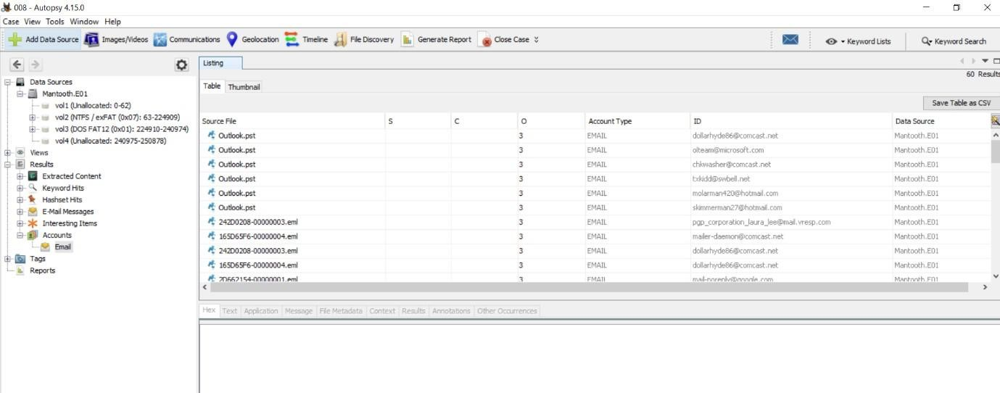 008 - Autopsy 4.15.0
Case View Tools Window Help
Add Data Source Images/Videos Communications Geolocation Timeline File Discovery Generate Report Close Case Keyword Lists Keyword Search
Listing
60 Results
Table Thumbnail
Save Table as CSV
Data Sources
Mantooth.E01
vol1 (Unallocated: 0-62)
vol2 (NTFS / exFAT (0x07): 63-224909)
vol3 (DOS FAT12 (0x01): 224910-240974)
vol4 (Unallocated: 240975-250878)
Views
Results
Extracted Content
Keyword Hits
Hashset Hits
E-Mail Messages
Interesting Items
Accounts
Email
Tags
Reports
Source File S C O Account Type ID Data Source
Outlook.pst 3 EMAIL dollarhyde86@comcast.net Mantooth.E01
Outlook.pst 3 EMAIL olteam@microsoft.com Mantooth.E01
Outlook.pst 3 EMAIL chkwasher@comcast.net Mantooth.E01
Outlook.pst 3 EMAIL txkidd@swbell.net Mantooth.E01
Outlook.pst 3 EMAIL molarman420@hotmail.com Mantooth.E01
Outlook.pst 3 EMAIL skimmerman27@hotmail.com Mantooth.E01
242D0208-00000003.eml 3 EMAIL pgp_corporation_laura_lee@mail.vresp.com Mantooth.E01
165D65F6-00000004.eml 3 EMAIL mailer-daemon@comcast.net Mantooth.E01
242D0208-00000003.eml 3 EMAIL dollarhyde86@comcast.net Mantooth.E01
165D65F6-00000004.eml 3 EMAIL dollarhyde86@comcast.net Mantooth.E01
2D662154-00000001.eml 3 EMAIL mail-noreply@google.com Mantooth.E01
Hex Text Application Message File Metadata Context Results Annotations Other Occurrences